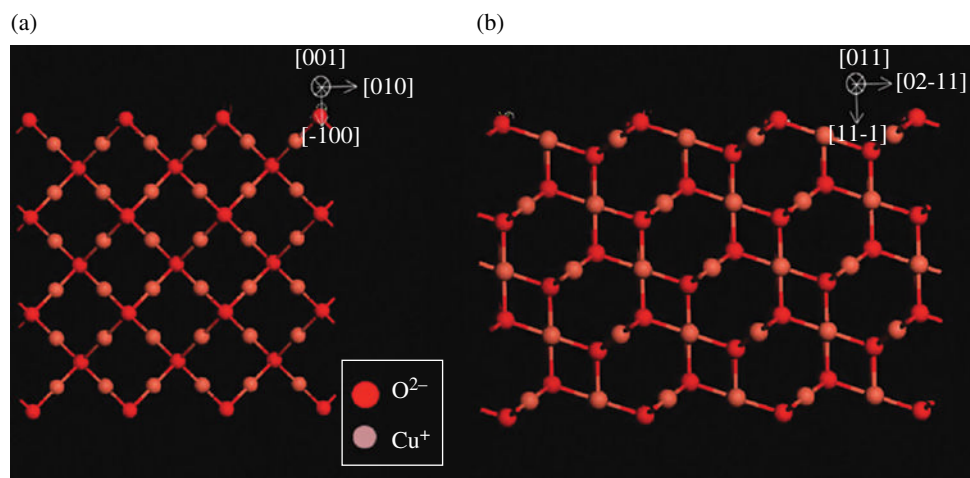 (a)
(b)
[001]
[010]
[-100]
[011]
[02-11]
[11-1]
O²⁻
Cu⁺